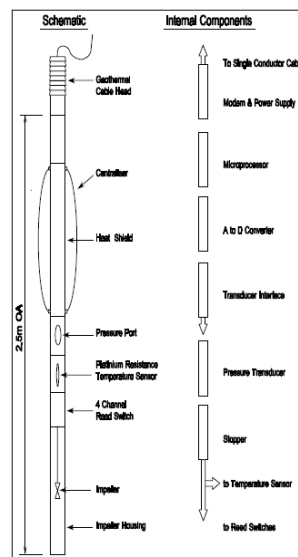 Schematic
Internal Components
Geothermal
Cable Head
Centraliser
Heat Shield
2.5m OA
Pressure Port
Platinium Resistance
Temperature Sensor
4 Channel
Reed Switch
Impeller
Impeller Housing
To Single Conductor Cab
Modem & Power Supply
Microprocessor
A to D Converter
Transducer Interface
Pressure Transducer
Stopper
to Temperature Sensor
to Reed Switches